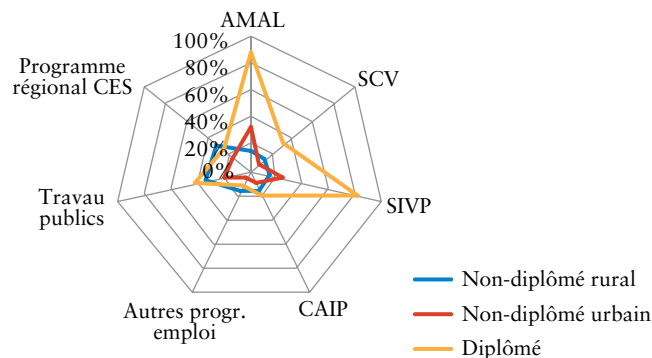 AMAL
100%
80%
60%
40%
20%
0%
Programme
régional CES
SCV
Travau
publics
SIVP
Autres progr.
emploi
CAIP
Non-diplômé rural
Non-diplômé urbain
Diplômé